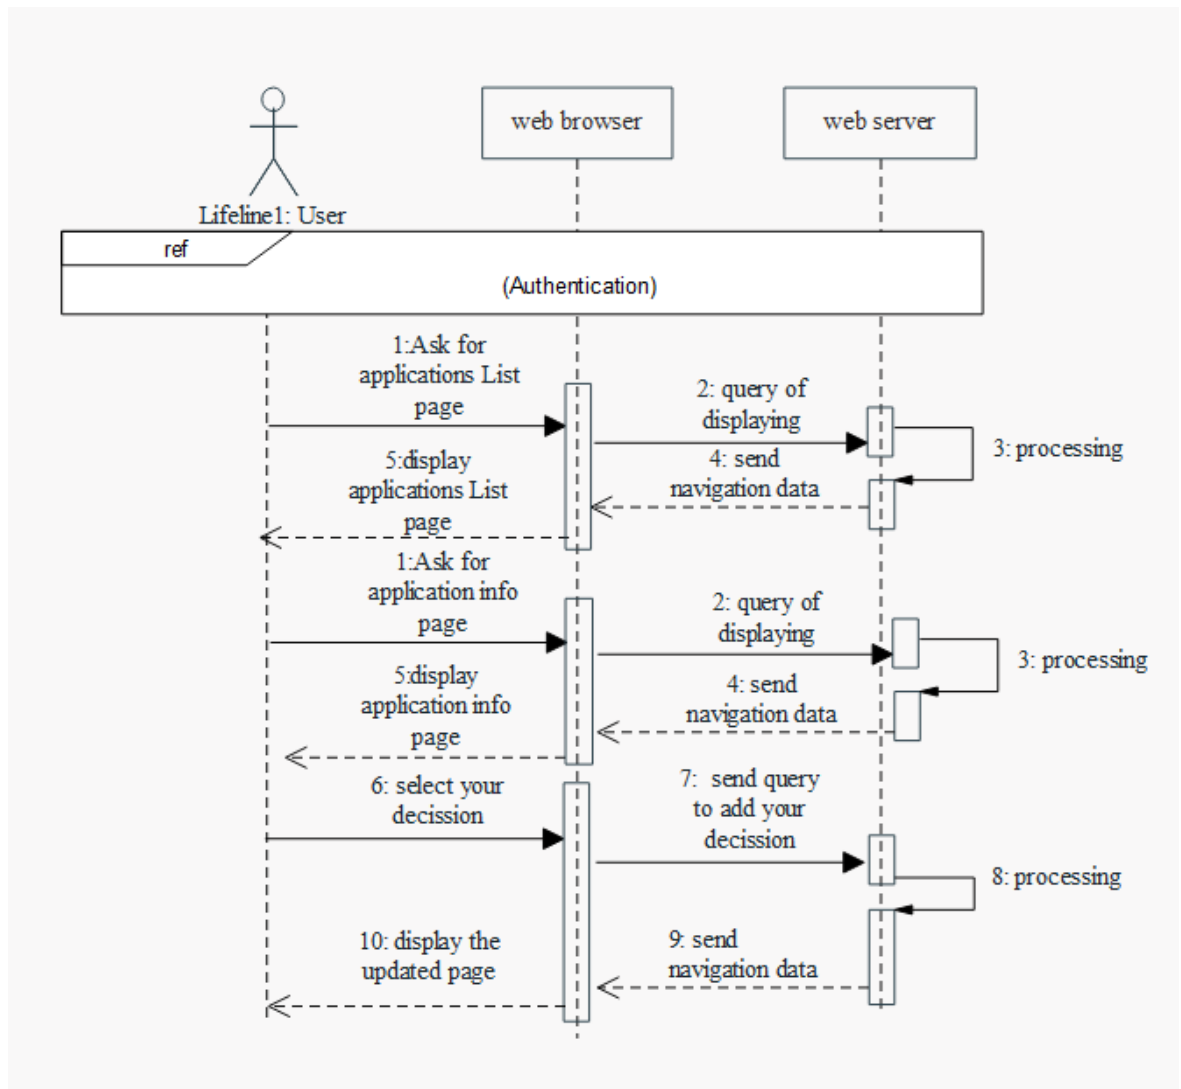 web browser
web server
Lifeline1: User
ref
(Authentication)
1:Ask for
applications List
page
2: query of
displaying
3: processing
4: send
navigation data
5:display
applications List
page
1:Ask for
application info
page
2: query of
displaying
3: processing
4: send
navigation data
5:display
application info
page
6: select your
decission
7: send query
to add your
decission
8: processing
9: send
navigation data
10: display the
updated page